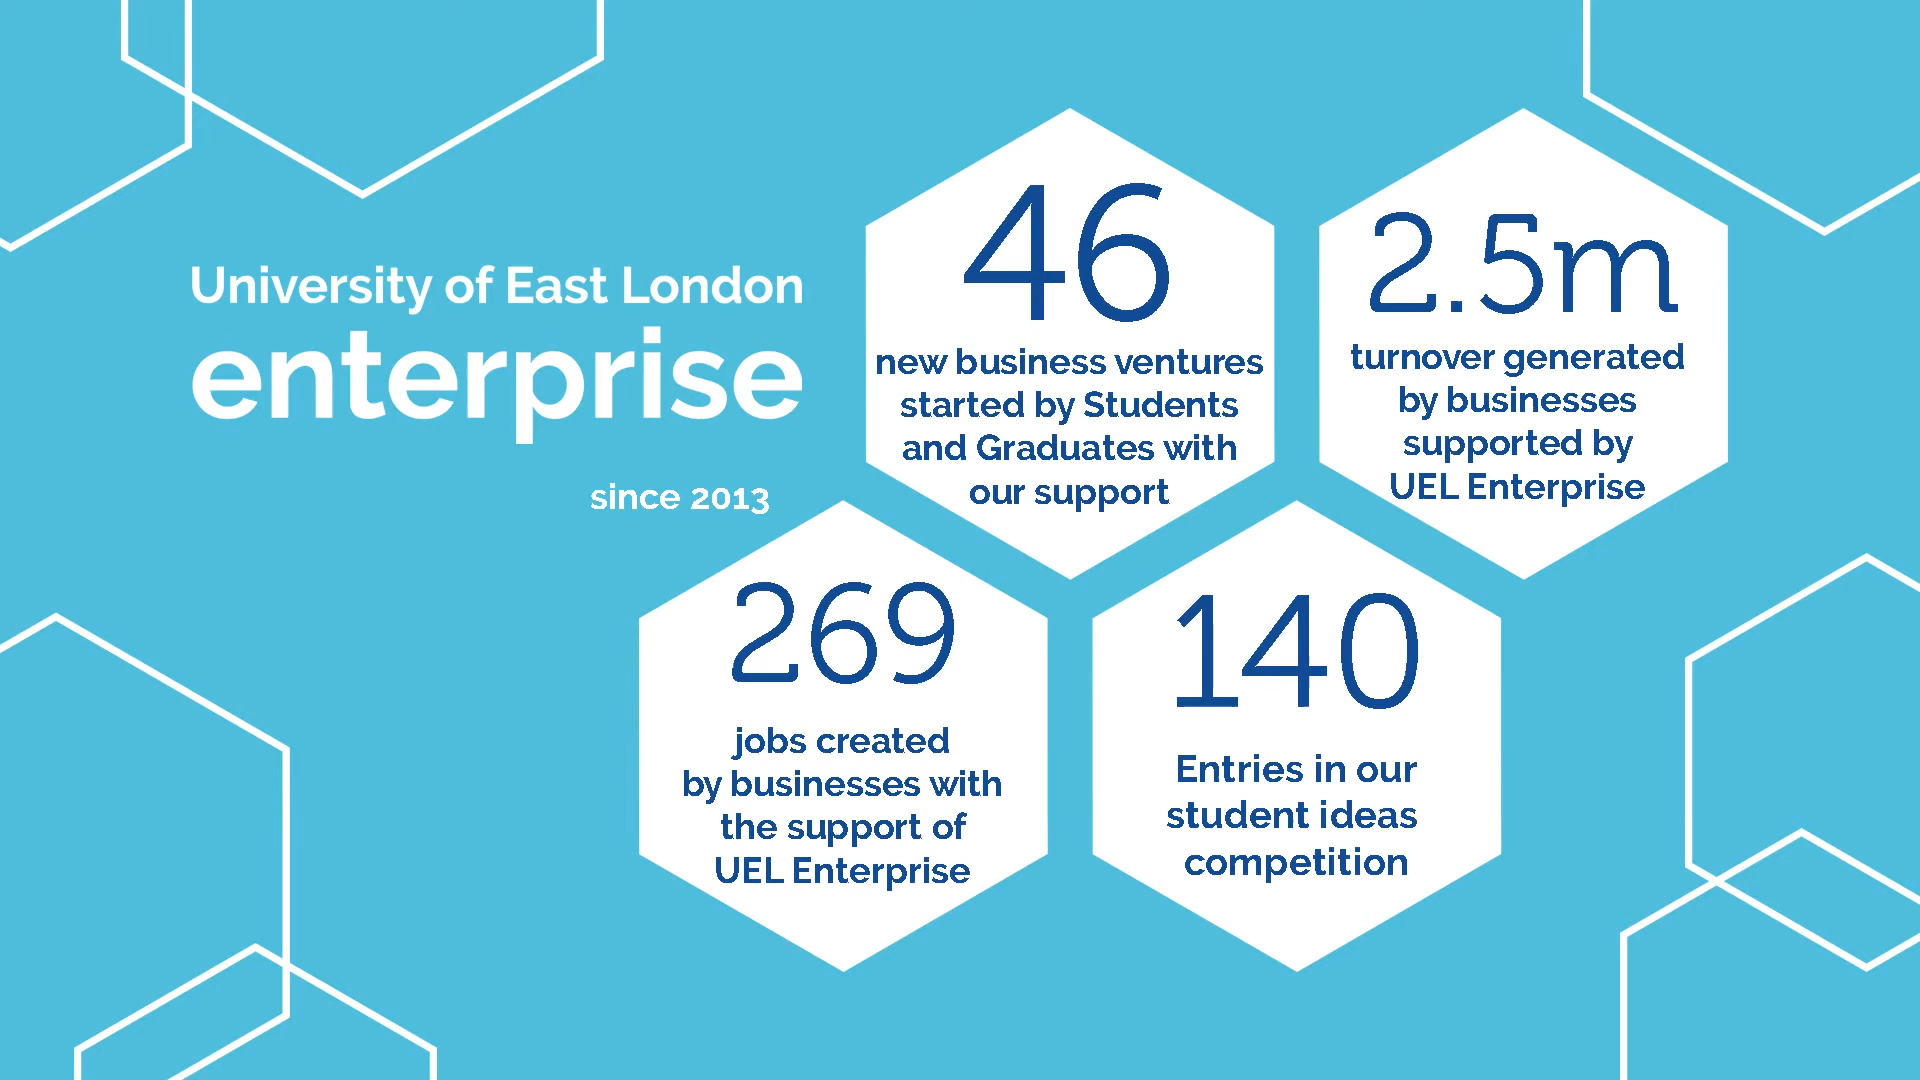 University of East London
enterprise
since 2013
46
new business ventures
started by Students
and Graduates with
our support
2.5m
turnover generated
by businesses
supported by
UEL Enterprise
269
jobs created
by businesses with
the support of
UEL Enterprise
140
Entries in our
student ideas
competition